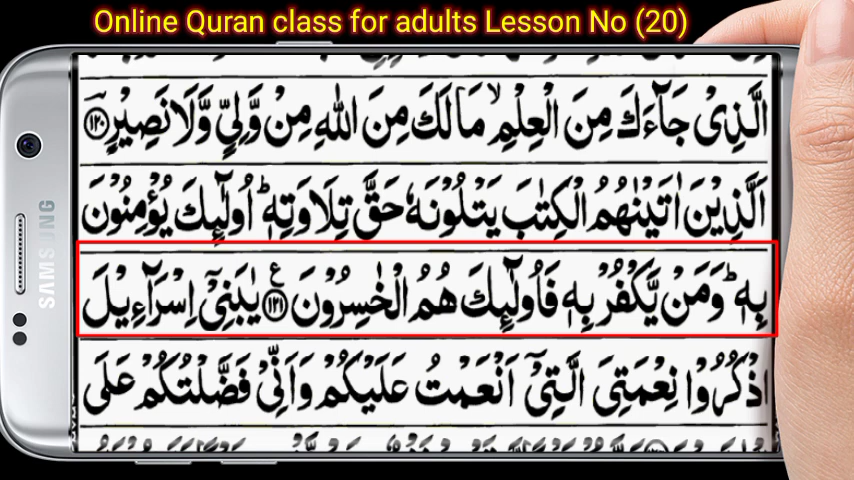 Online Quran class for adults Lesson No (20)
الَّذِىْ جَآءَكَ مِنَ الْعِلْمِ ۙ مَا لَكَ مِنَ اللّٰهِ مِنْ وَّلِىٍّ وَّلَا نَصِيْرٍ ۝۱۲۰
اَلَّذِيْنَ اٰتَيْنٰهُمُ الْكِتٰبَ يَتْلُوْنَهٗ حَقَّ تِلَاوَتِهٖ ؕ اُولٰٓئِكَ يُؤْمِنُوْنَ
بِهٖ ؕ وَمَنْ يَّكْفُرْ بِهٖ فَاُولٰٓئِكَ هُمُ الْخٰسِرُوْنَ ۝۱۲۱ ع يٰبَنِىْٓ اِسْرَآءِيْلَ
اذْكُرُوْا نِعْمَتِىَ الَّتِىْٓ اَنْعَمْتُ عَلَيْكُمْ وَاَنِّىْ فَضَّلْتُكُمْ عَلَى
SAMSUNG